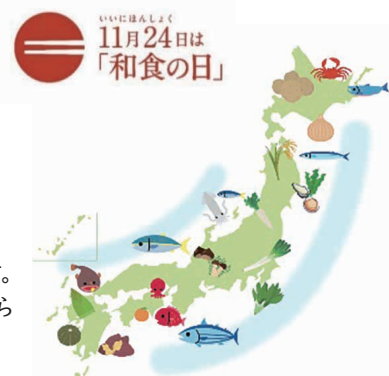 いいにほんしょく
11月24日は
「和食の日」
。
ら